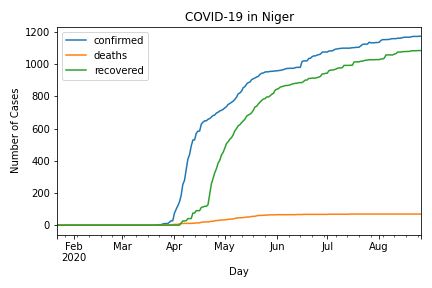 COVID-19 in Niger
confirmed
deaths
recovered
Number of Cases
1200
1000
800
600
400
200
0
Feb
2020
Mar
Apr
May
Jun
Jul
Aug
Day